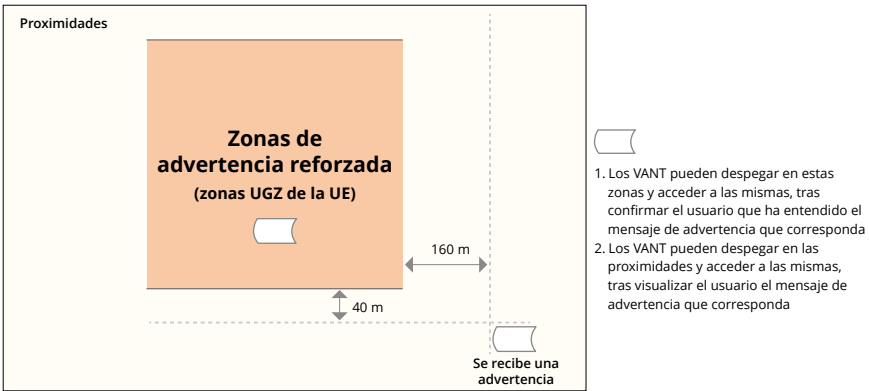 Proximidades
Zonas de
advertencia reforzada
(zonas UGZ de la UE)
160 m
40 m
Se recibe una
advertencia
1. Los VANT pueden despegar en estas
zonas y acceder a las mismas, tras
confirmar el usuario que ha entendido el
mensaje de advertencia que corresponda
2. Los VANT pueden despegar en las
proximidades y acceder a las mismas,
tras visualizar el usuario el mensaje de
advertencia que corresponda